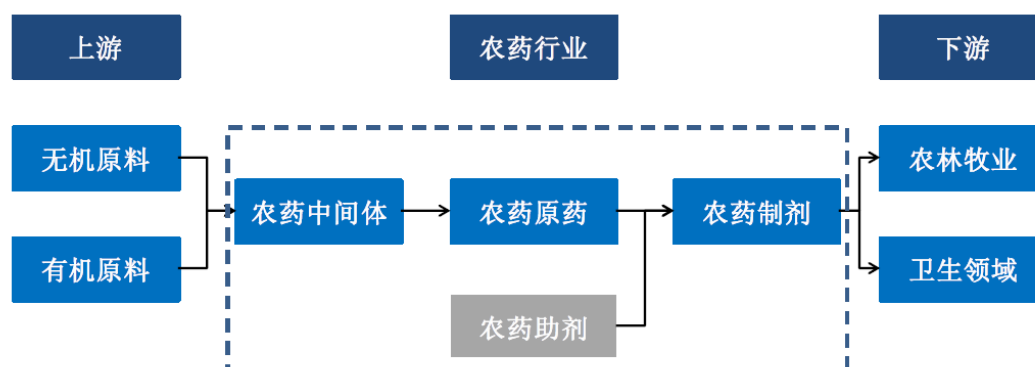 上游
农药行业
下游
无机原料
农林牧业
农药中间体
农药原药
农药制剂
有机原料
卫生领域
农药助剂